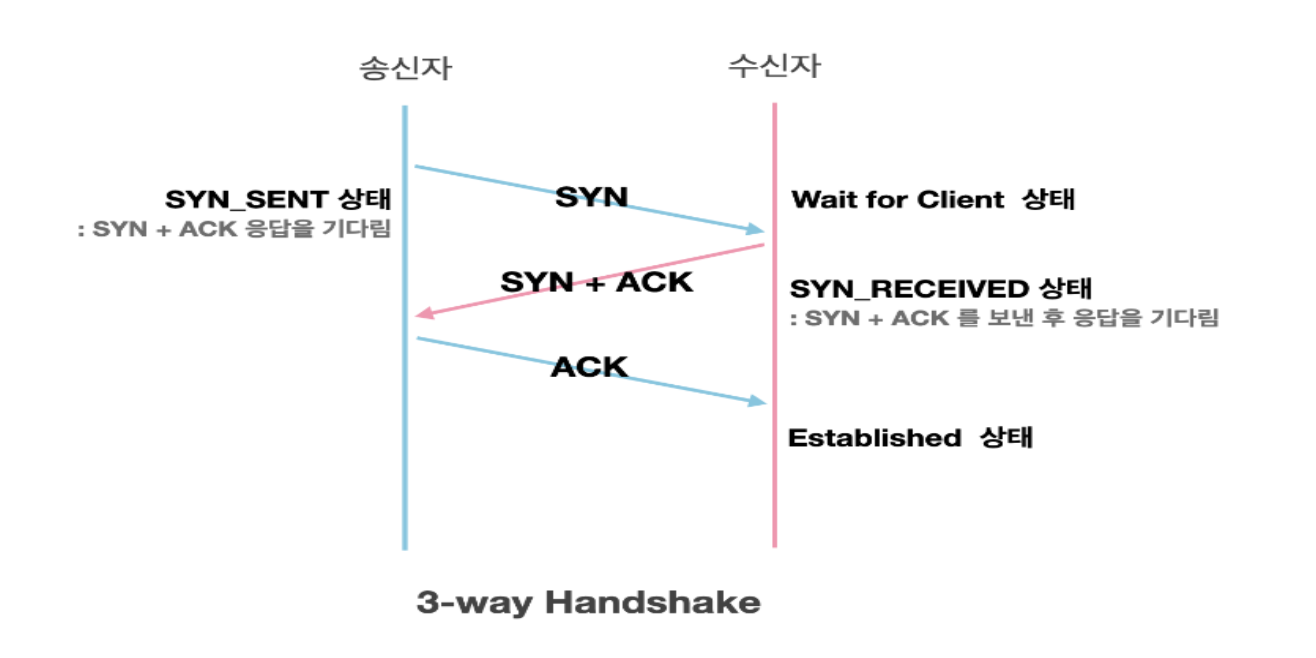 송신자
수신자
SYN_SENT 상태
: SYN + ACK 응답을 기다림
SYN
Wait for Client 상태
SYN + ACK
SYN_RECEIVED 상태
: SYN + ACK 를 보낸 후 응답을 기다림
ACK
Established 상태
3-way Handshake